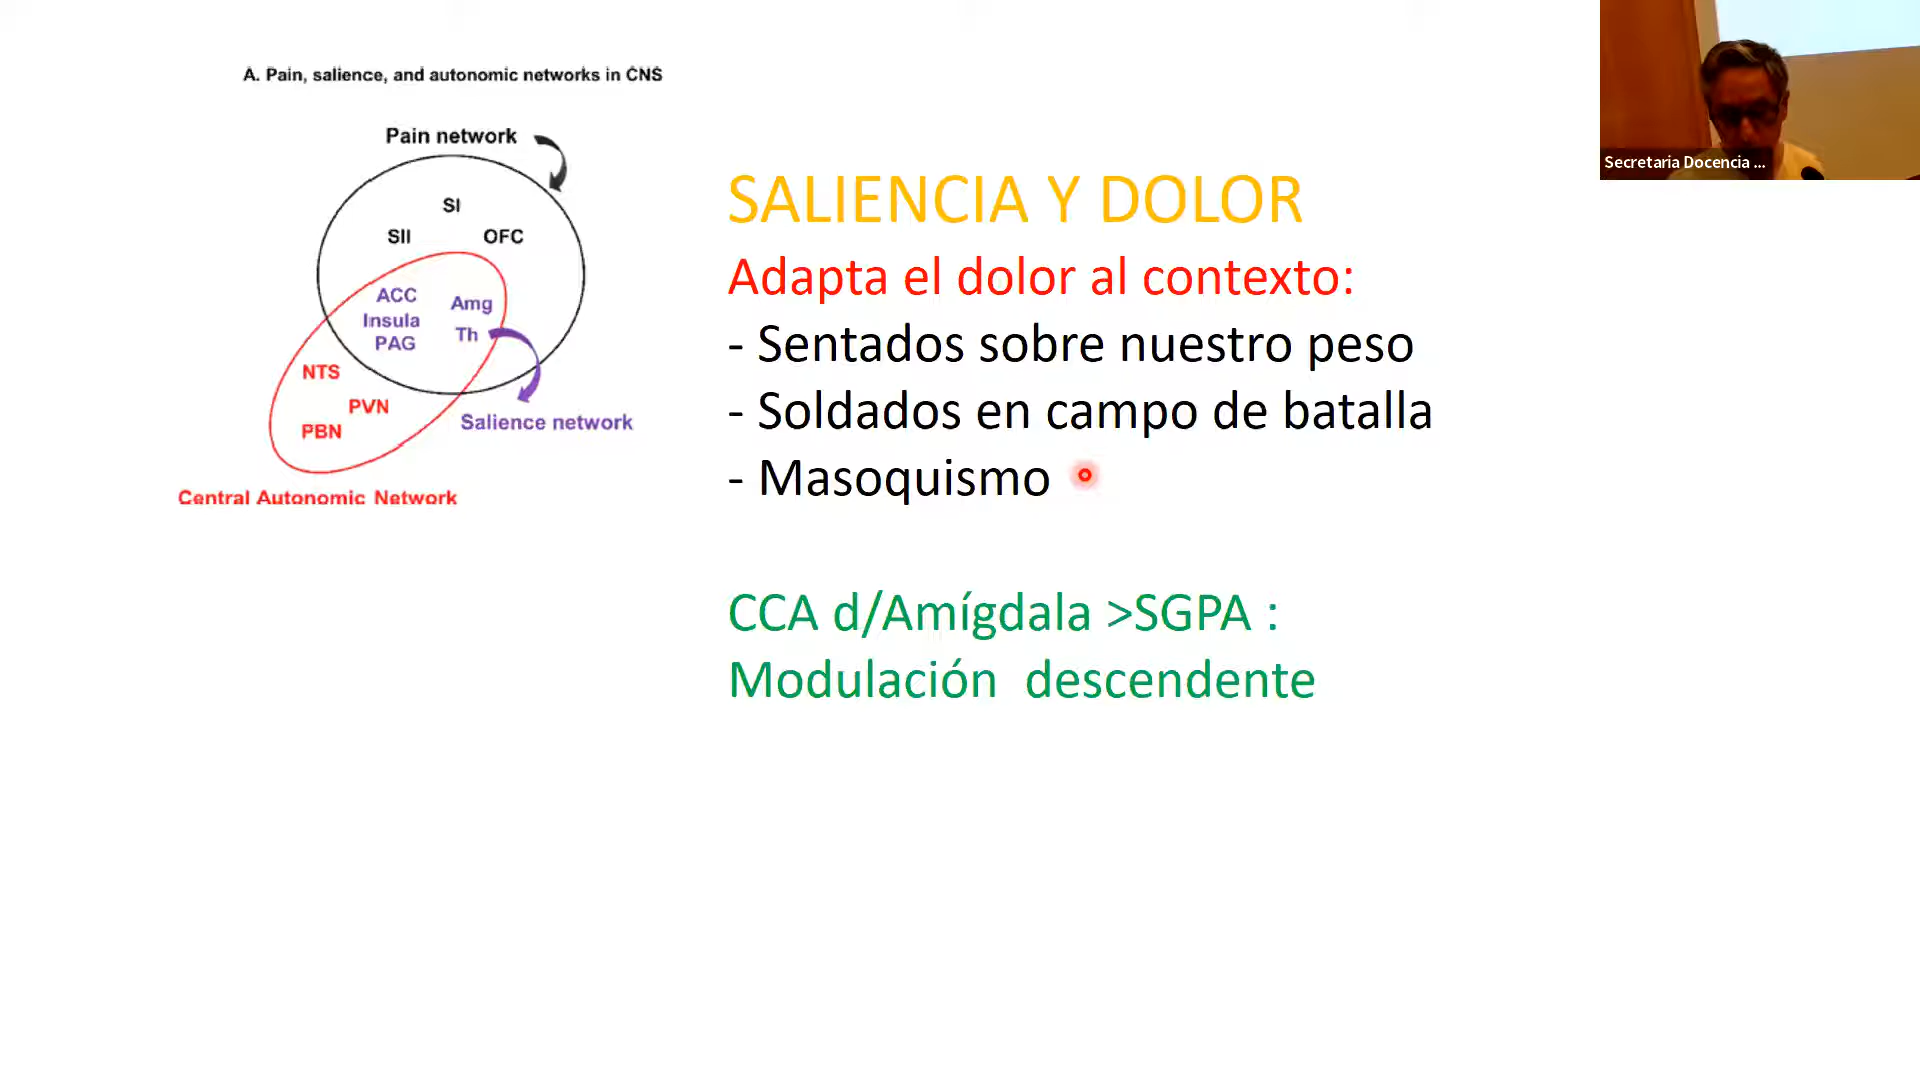 A. Pain, salience, and autonomic networks in CNS
Pain network
SI
SII OFC
ACC Amg
Insula
PAG Th
NTS
PVN
PBN
Salience network
Central Autonomic Network
SALIENCIA Y DOLOR
Adapta el dolor al contexto:
- Sentados sobre nuestro peso
- Soldados en campo de batalla
- Masoquismo
CCA d/Amígdala >SGPA :
Modulación descendente
Secretaria Docencia ...